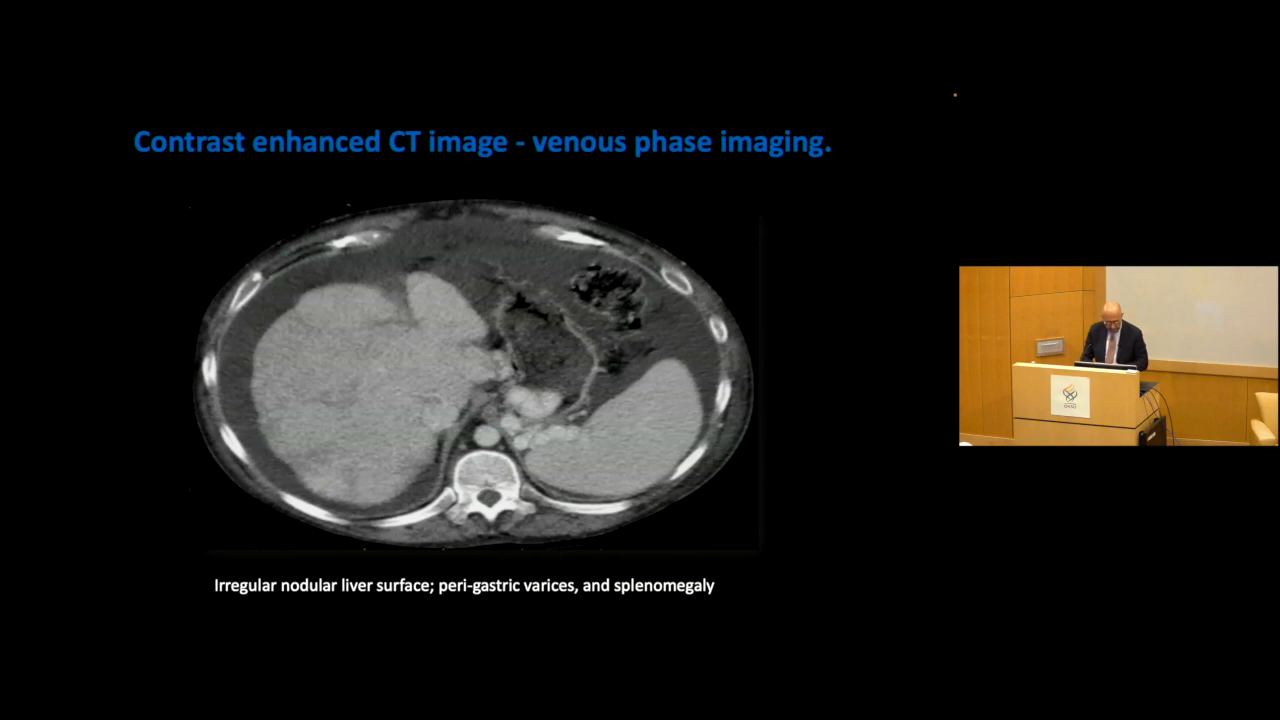 Contrast enhanced CT image - venous phase imaging.
Irregular nodular liver surface; peri-gastric varices, and splenomegaly